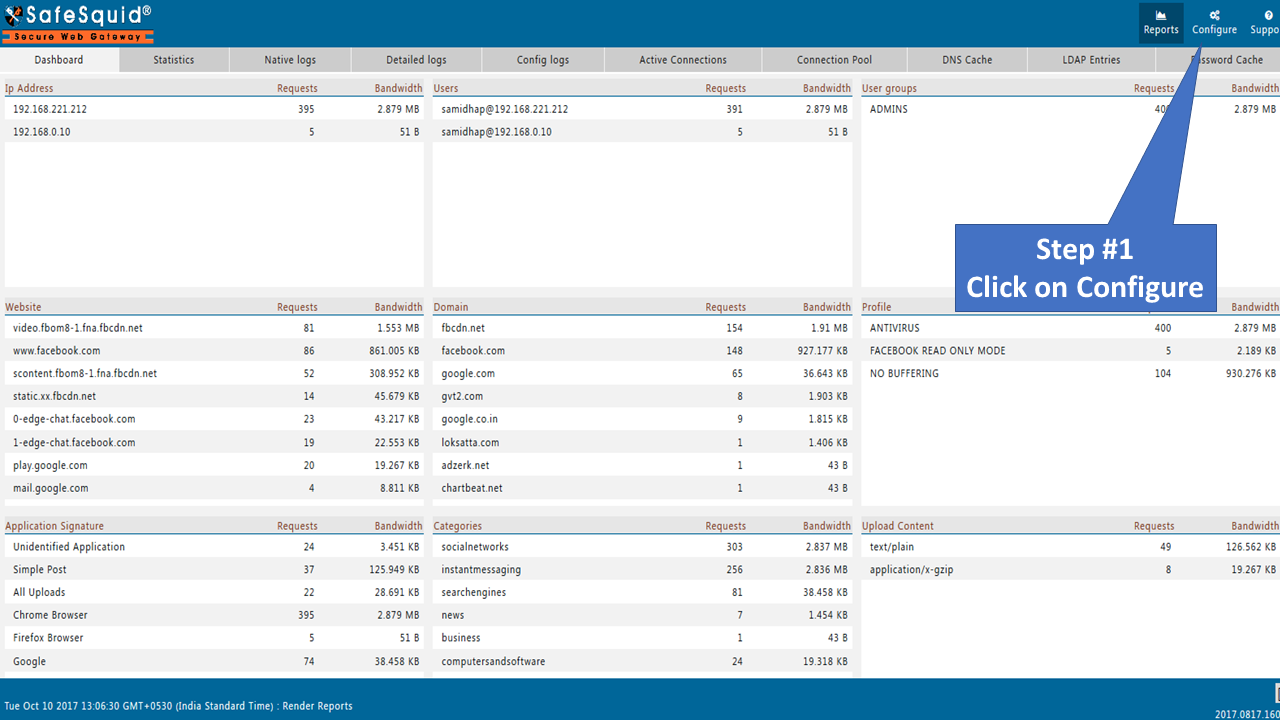 SafeSquid®
Secure Web Gateway
Reports Configure
Dashboard Statistics Native logs Detailed logs Config logs Active Connections Connection Pool DNS Cache LDAP Entries Cache
Ip Address Requests Bandwidth
192.168.221.212 395 2.879 MB
192.168.0.10 5 51 B
Users Requests Bandwidth
samidhap@192.168.221.212 391 2.879 MB
samidhap@192.168.0.10 5 51 B
User groups Requests Bandwidth
ADMINS 2.879 MB
Step #1
Click on Configure
Website Requests Bandwidth
video.fbom8-1.fna.fbcdn.net 81 1.553 MB
www.facebook.com 86 861.005 KB
scontent.fbom8-1.fna.fbcdn.net 52 308.952 KB
static.xx.fbcdn.net 14 45.679 KB
0-edge-chat.facebook.com 23 43.217 KB
1-edge-chat.facebook.com 19 22.553 KB
play.google.com 20 19.267 KB
mail.google.com 4 8.811 KB
Domain Requests Bandwidth
fbcdn.net 154 1.91 MB
facebook.com 148 927.177 KB
google.com 65 36.643 KB
gvt2.com 8 1.903 KB
google.co.in 9 1.815 KB
loksatta.com 1 1.406 KB
adzerk.net 1 43 B
chartbeat.net 1 43 B
Profile Bandwidth
ANTIVIRUS 400 2.879 MB
FACEBOOK READ ONLY MODE 5 2.189 KB
NO BUFFERING 104 930.276 KB
Application Signature Requests Bandwidth
Unidentified Application 24 3.451 KB
Simple Post 37 125.949 KB
All Uploads 22 28.691 KB
Chrome Browser 395 2.879 MB
Firefox Browser 5 51 B
Google 74 38.458 KB
Categories Requests Bandwidth
socialnetworks 303 2.837 MB
instantmessaging 256 2.836 MB
searchengines 81 38.458 KB
news 7 1.454 KB
business 1 43 B
computersandsoftware 24 19.318 KB
Upload Content Requests Bandwidth
text/plain 49 126.562 KB
application/x-gzip 8 19.267 KB
Tue Oct 10 2017 13:06:30 GMT+0530 (India Standard Time) : Render Reports